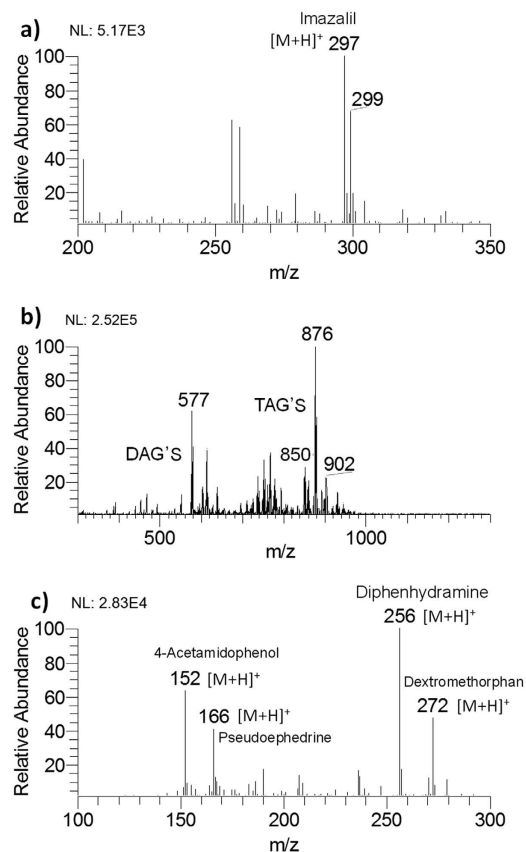 a)
NL: 5.17E3
Imazalil
[M+H]+
297
299
Relative Abundance
100
80
60
40
20
200
250
300
350
m/z
b)
NL: 2.52E5
876
577
TAG'S
DAG'S
850
902
Relative Abundance
100
80
60
40
20
500
1000
m/z
c)
NL: 2.83E4
Diphenhydramine
256 [M+H]+
4-Acetamidophenol
152 [M+H]+
Dextromethorphan
272 [M+H]+
166 [M+H]+
Pseudoephedrine
Relative Abundance
100
80
60
40
20
100
150
200
250
300
m/z